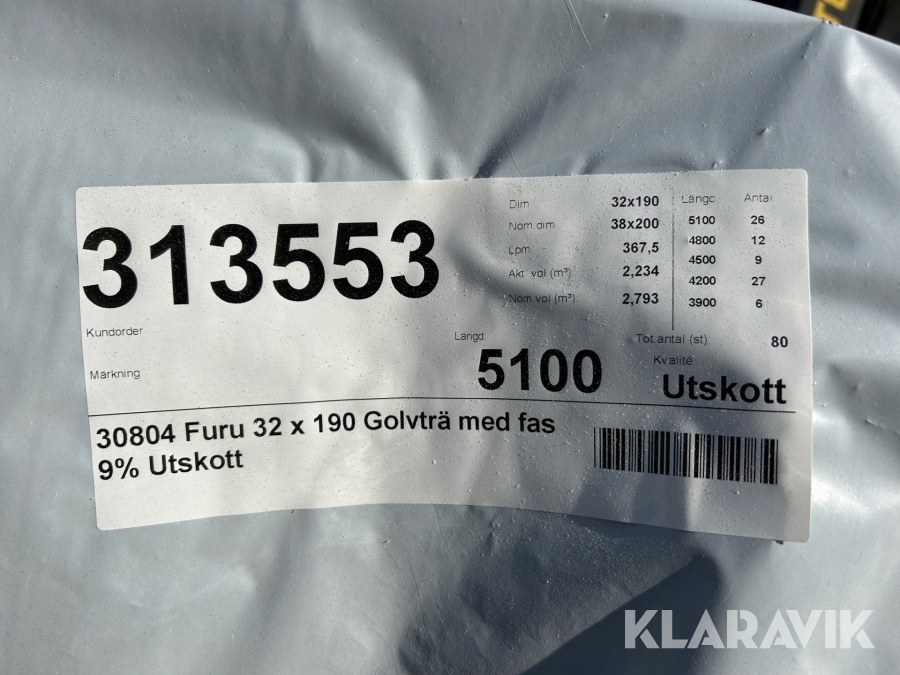 313553
Kundorder
Märkning
Dim 32x190
Nom dim 38x200
Lpm 367,5
Akt. vol (m³) 2,234
Nom vol (m³) 2,793
Längd Antal
5100 26
4800 12
4500 9
4200 27
3900 6
Tot antal (st) 80
Längd
5100
Kvalité
Utskott
30804 Furu 32 x 190 Golvträ med fas
9% Utskott
KLARAVIK